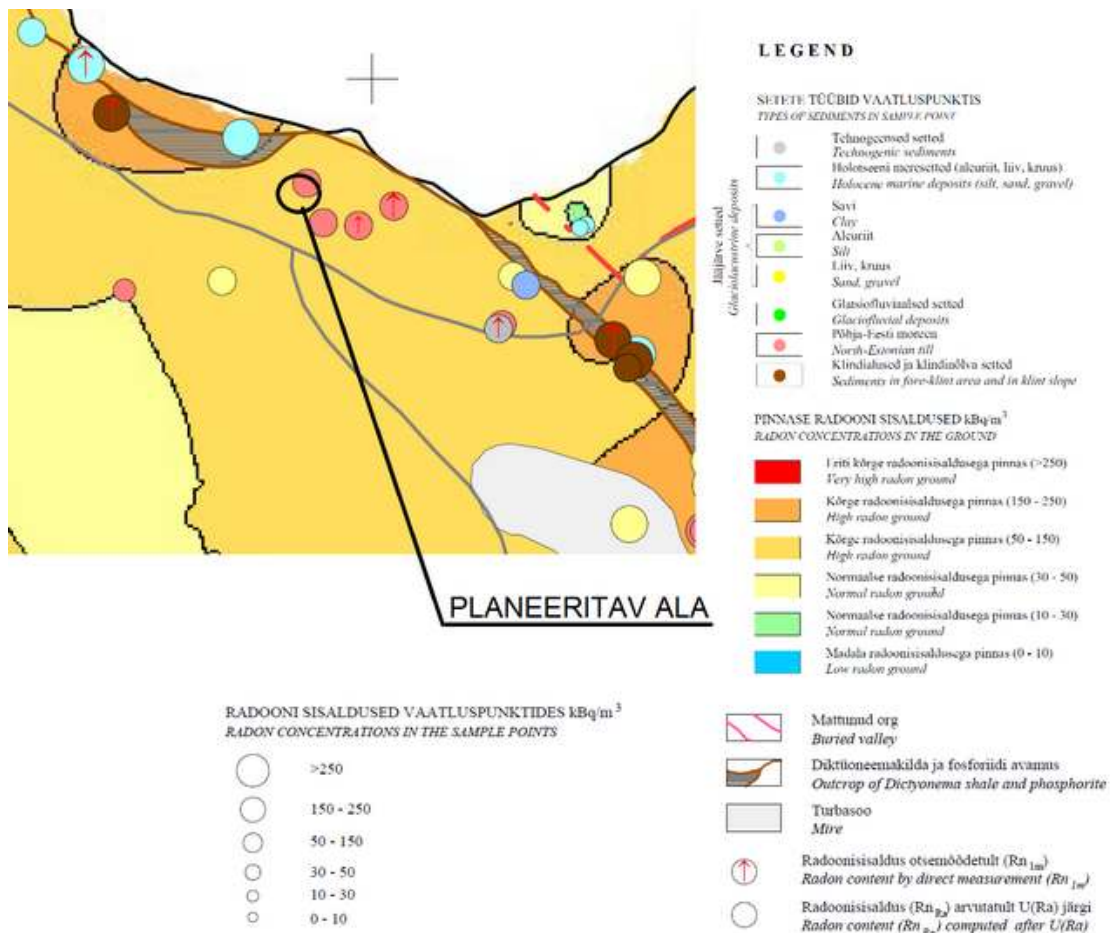 LEGEND
SETETE TÜÜBID VAATLUSPUNKTIS
TYPES OF SEDIMENTS IN SAMPLE POINT
Tehnogeensed setted
Technogenic sediments
Holotseeni meresetted (aleuriit, liiv, kruus)
Holocene marine deposits (silt, sand, gravel)
Jääjärve setted
Glaciolacustrine deposits
Savi
Clay
Aleuriit
Silt
Liiv, kruus
Sand, gravel
Glatsiofluviaalsed setted
Glaciofluvial deposits
Põhja-Eesti moreen
North-Estonian till
Klindialused ja klindinõlva setted
Sediments in fore-klint area and in klint slope
PINNASE RADOONI SISALDUSED kBq/m³
RADON CONCENTRATIONS IN THE GROUND
Eriti kõrge radoonisisaldusega pinnas (>250)
Very high radon ground
Kõrge radoonisisaldusega pinnas (150 - 250)
High radon ground
Kõrge radoonisisaldusega pinnas (50 - 150)
High radon ground
Normaalse radoonisisaldusega pinnas (30 - 50)
Normal radon ground
Normaalse radoonisisaldusega pinnas (10 - 30)
Normal radon ground
Madala radoonisisaldusega pinnas (0 - 10)
Low radon ground
PLANEERITAV ALA
RADOONI SISALDUSED VAATLUSPUNKTIDES kBq/m³
RADON CONCENTRATIONS IN THE SAMPLE POINTS
>250
150 - 250
50 - 150
30 - 50
10 - 30
0 - 10
Mattunud org
Buried valley
Diktüoneemakilda ja fosforiidi avamus
Outcrop of Dictyonema shale and phosphorite
Turbasoo
Mire
Radoonisisaldus otsemõõdetult (Rn1m)
Radon content by direct measurement (Rn1m)
Radoonisisaldus (RnRa) arvutatult U(Ra) järgi
Radon content (RnRa) computed after U(Ra)